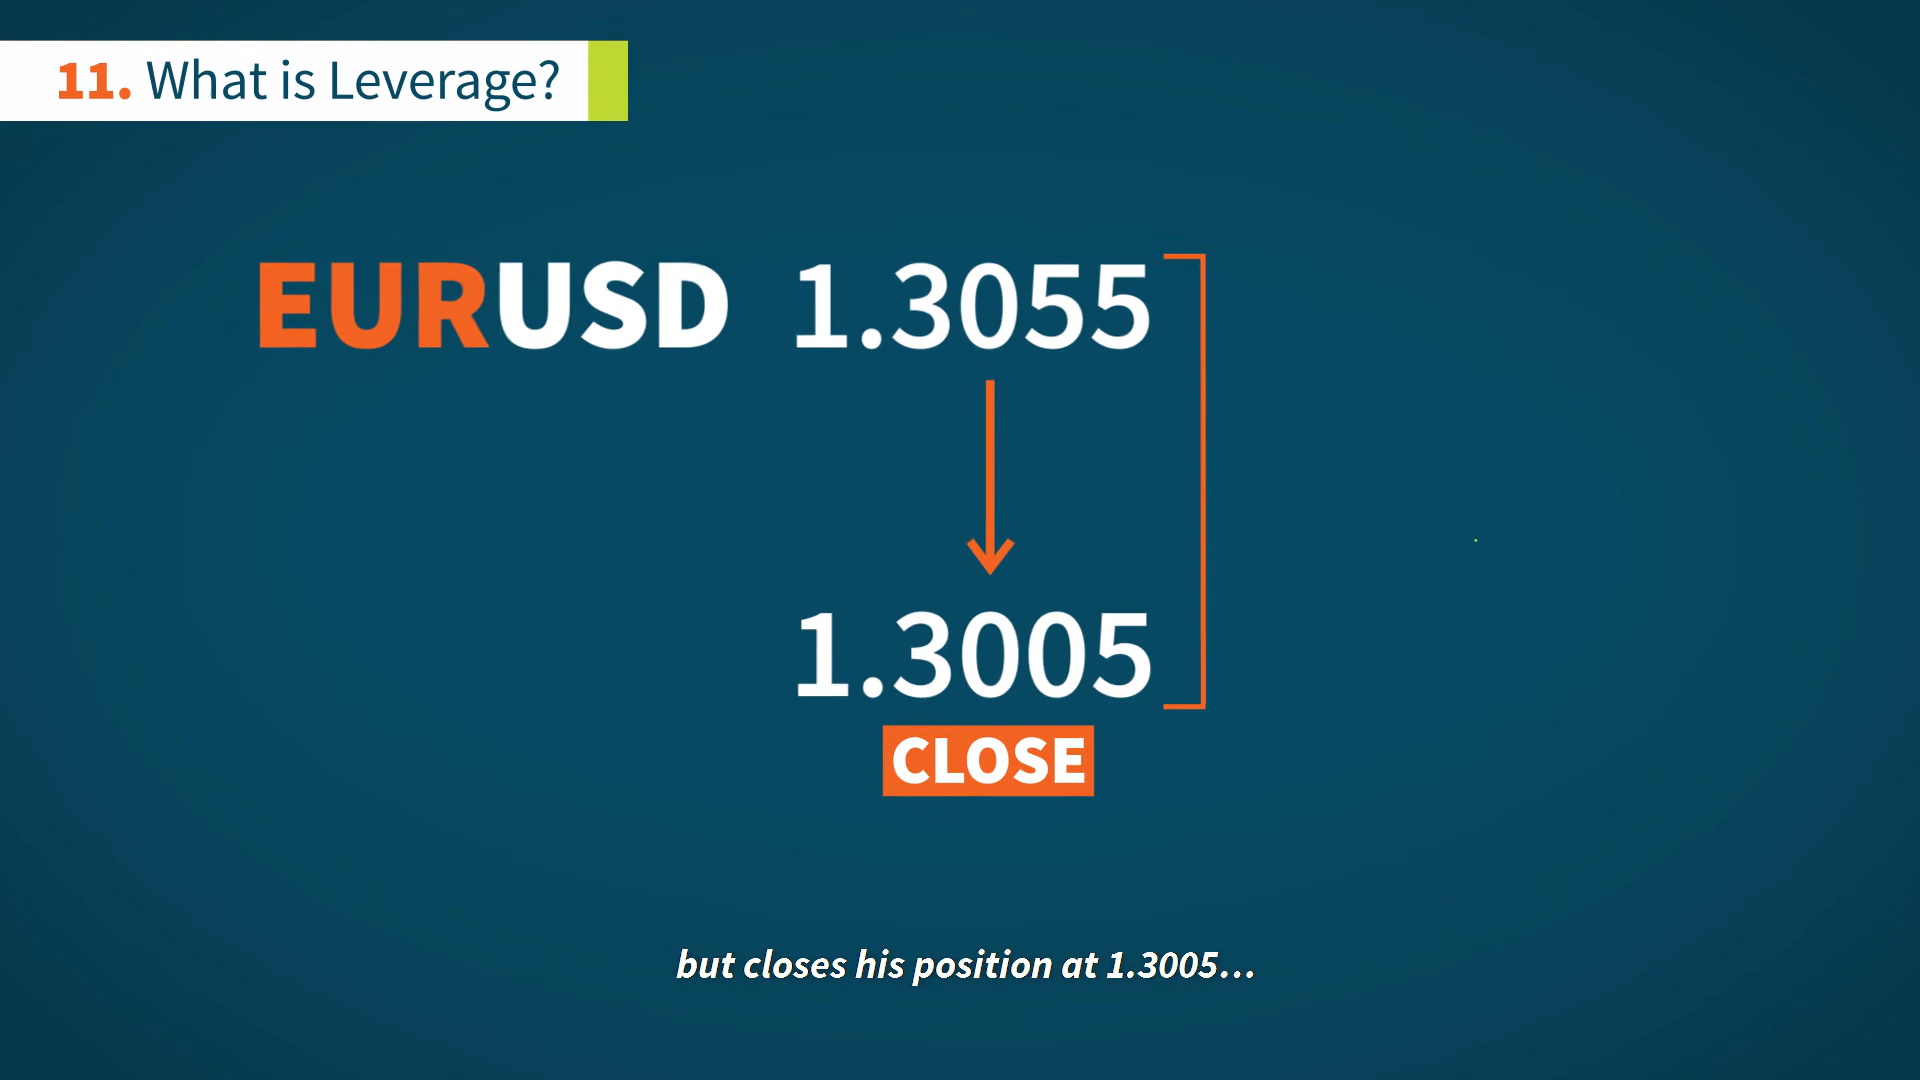 11. What is Leverage?
EURUSD 1.3055
1.3005
CLOSE
but closes his position at 1.3005...